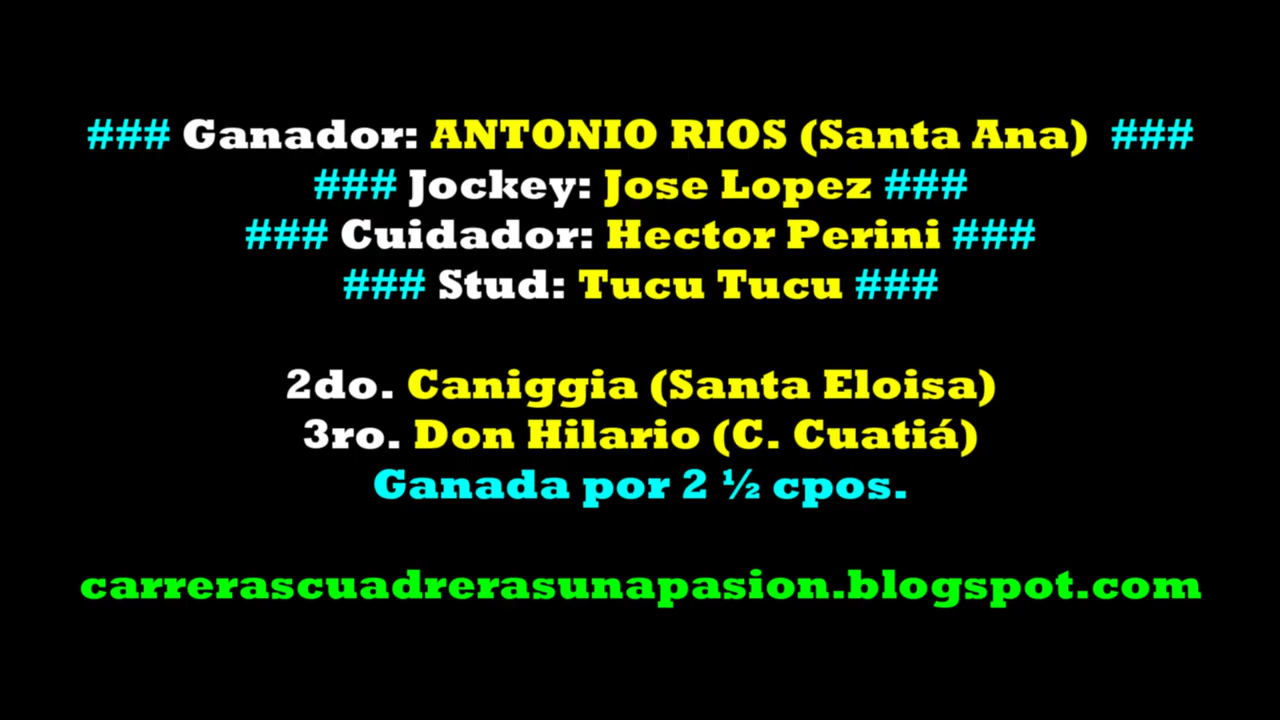 ### Ganador: ANTONIO RIOS (Santa Ana) ###
### Jockey: Jose Lopez ###
### Cuidador: Hector Perini ###
### Stud: Tucu Tucu ###
2do. Caniggia (Santa Eloisa)
3ro. Don Hilario (C. Cuatiá)
Ganada por 2 ½ cpos.
carrerascuadrerasunapasion.blogspot.com